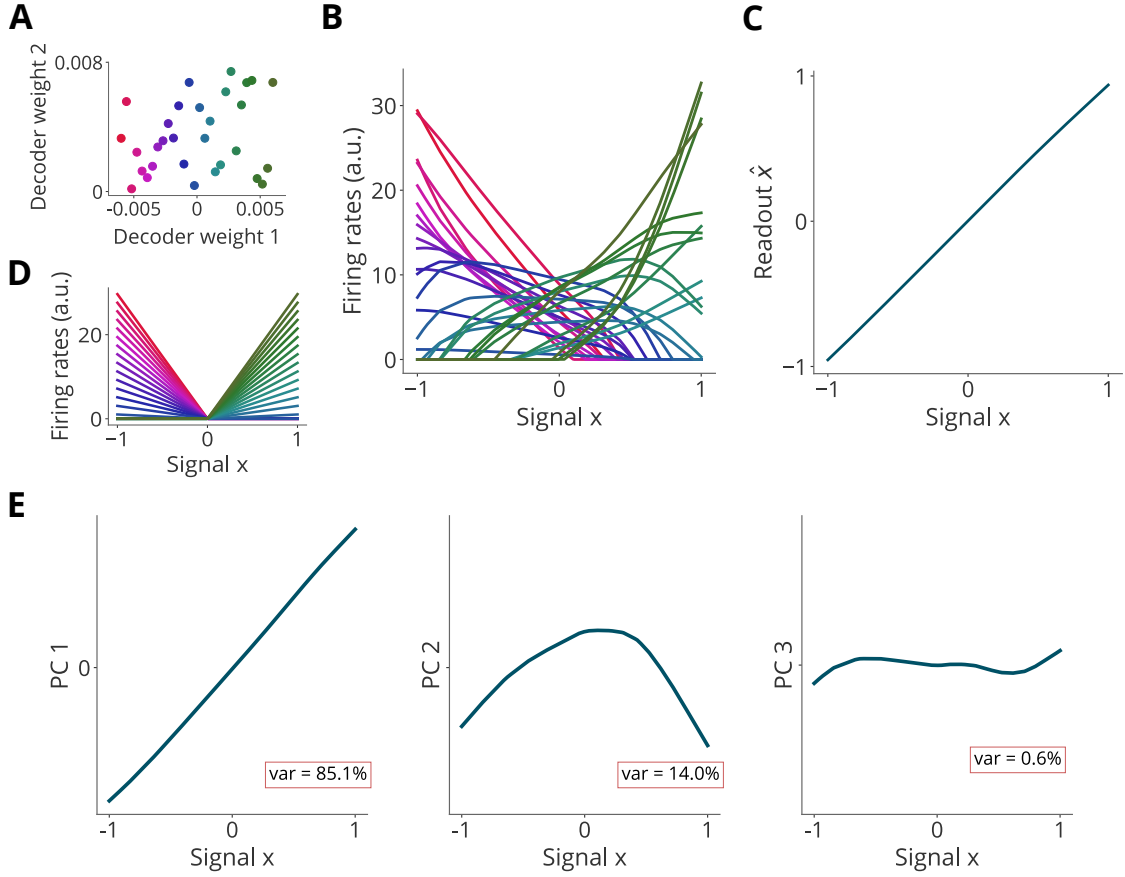 A
Decoder weight 2
0.008
0
-0.005
0
0.005
Decoder weight 1
B
Firing rates (a.u.)
30
20
10
0
−1
0
1
Signal x
C
Readout x̂
1
0
−1
−1
0
1
Signal x
D
Firing rates (a.u.)
20
0
−1
0
1
Signal x
E
PC 1
0
var = 85.1%
-1
0
1
Signal x
PC 2
var = 14.0%
-1
0
1
Signal x
PC 3
var = 0.6%
-1
0
1
Signal x